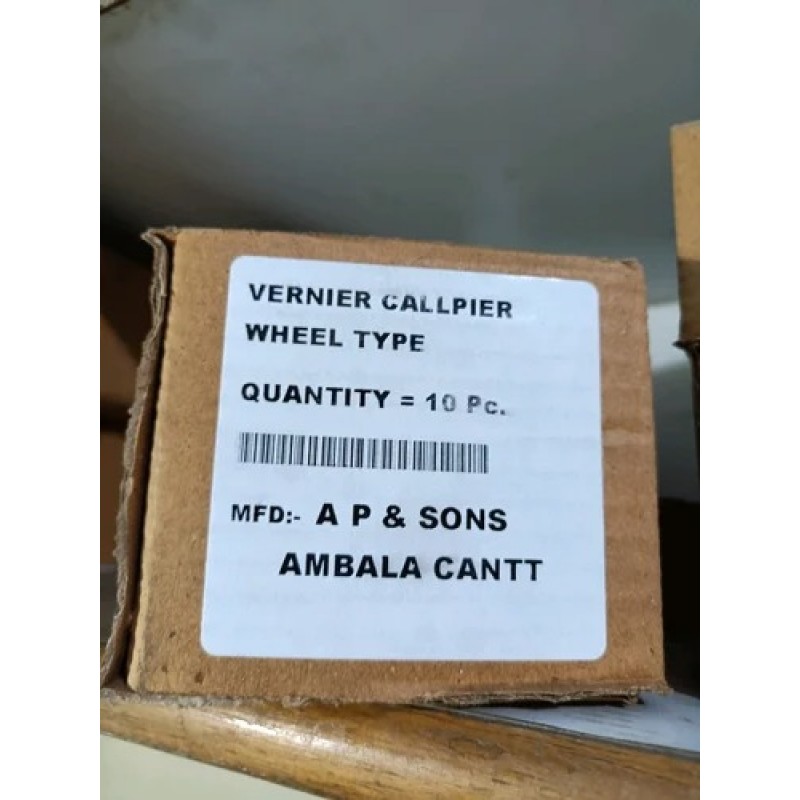 VERNIER CALLPIER
WHEEL TYPE
QUANTITY = 10 Pc.
MFD:- A P & SONS
AMBALA CANTT